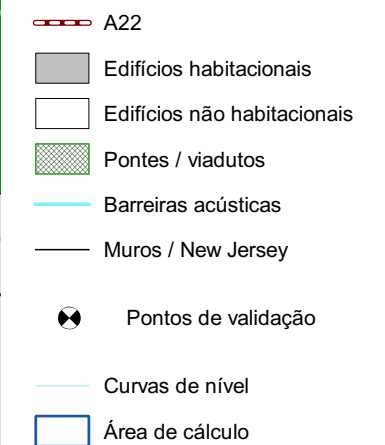 A22
Edifícios habitacionais
Edifícios não habitacionais
Pontes / viadutos
Barreiras acústicas
Muros / New Jersey
Pontos de validação
Curvas de nível
Área de cálculo